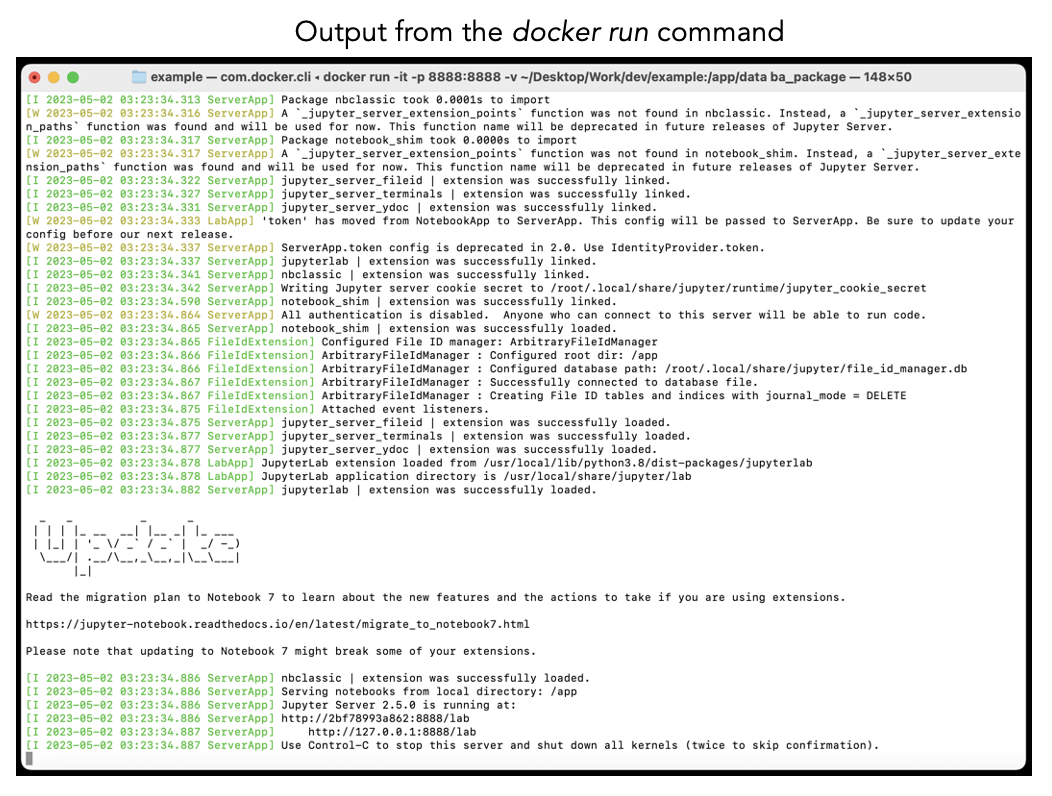 Output from the docker run command
example — com.docker.cli ◂ docker run -it -p 8888:8888 -v ~/Desktop/Work/dev/example:/app/data ba_package — 148×50
[I 2023-05-02 03:23:34.313 ServerApp] Package nbclassic took 0.0001s to import
[W 2023-05-02 03:23:34.316 ServerApp] A `_jupyter_server_extension_points` function was not found in nbclassic. Instead, a `_jupyter_server_extensio
n_paths` function was found and will be used for now. This function name will be deprecated in future releases of Jupyter Server.
[I 2023-05-02 03:23:34.317 ServerApp] Package notebook_shim took 0.0000s to import
[W 2023-05-02 03:23:34.317 ServerApp] A `_jupyter_server_extension_points` function was not found in notebook_shim. Instead, a `_jupyter_server_exte
nsion_paths` function was found and will be used for now. This function name will be deprecated in future releases of Jupyter Server.
[I 2023-05-02 03:23:34.322 ServerApp] jupyter_server_fileid | extension was successfully linked.
[I 2023-05-02 03:23:34.327 ServerApp] jupyter_server_terminals | extension was successfully linked.
[I 2023-05-02 03:23:34.331 ServerApp] jupyter_server_ydoc | extension was successfully linked.
[W 2023-05-02 03:23:34.333 LabApp] 'token' has moved from NotebookApp to ServerApp. This config will be passed to ServerApp. Be sure to update your
config before our next release.
[W 2023-05-02 03:23:34.337 ServerApp] ServerApp.token config is deprecated in 2.0. Use IdentityProvider.token.
[I 2023-05-02 03:23:34.337 ServerApp] jupyterlab | extension was successfully linked.
[I 2023-05-02 03:23:34.341 ServerApp] nbclassic | extension was successfully linked.
[I 2023-05-02 03:23:34.342 ServerApp] Writing Jupyter server cookie secret to /root/.local/share/jupyter/runtime/jupyter_cookie_secret
[I 2023-05-02 03:23:34.590 ServerApp] notebook_shim | extension was successfully linked.
[W 2023-05-02 03:23:34.864 ServerApp] All authentication is disabled.  Anyone who can connect to this server will be able to run code.
[I 2023-05-02 03:23:34.865 ServerApp] notebook_shim | extension was successfully loaded.
[I 2023-05-02 03:23:34.865 FileIdExtension] Configured File ID manager: ArbitraryFileIdManager
[I 2023-05-02 03:23:34.866 FileIdExtension] ArbitraryFileIdManager : Configured root dir: /app
[I 2023-05-02 03:23:34.866 FileIdExtension] ArbitraryFileIdManager : Configured database path: /root/.local/share/jupyter/file_id_manager.db
[I 2023-05-02 03:23:34.867 FileIdExtension] ArbitraryFileIdManager : Successfully connected to database file.
[I 2023-05-02 03:23:34.867 FileIdExtension] ArbitraryFileIdManager : Creating File ID tables and indices with journal_mode = DELETE
[I 2023-05-02 03:23:34.875 FileIdExtension] Attached event listeners.
[I 2023-05-02 03:23:34.875 ServerApp] jupyter_server_fileid | extension was successfully loaded.
[I 2023-05-02 03:23:34.877 ServerApp] jupyter_server_terminals | extension was successfully loaded.
[I 2023-05-02 03:23:34.877 ServerApp] jupyter_server_ydoc | extension was successfully loaded.
[I 2023-05-02 03:23:34.878 LabApp] JupyterLab extension loaded from /usr/local/lib/python3.8/dist-packages/jupyterlab
[I 2023-05-02 03:23:34.878 LabApp] JupyterLab application directory is /usr/local/share/jupyter/lab
[I 2023-05-02 03:23:34.882 ServerApp] jupyterlab | extension was successfully loaded.
Update
Read the migration plan to Notebook 7 to learn about the new features and the actions to take if you are using extensions.
https://jupyter-notebook.readthedocs.io/en/latest/migrate_to_notebook7.html
Please note that updating to Notebook 7 might break some of your extensions.
[I 2023-05-02 03:23:34.886 ServerApp] nbclassic | extension was successfully loaded.
[I 2023-05-02 03:23:34.886 ServerApp] Serving notebooks from local directory: /app
[I 2023-05-02 03:23:34.886 ServerApp] Jupyter Server 2.5.0 is running at:
[I 2023-05-02 03:23:34.886 ServerApp] http://2bf78993a862:8888/lab
[I 2023-05-02 03:23:34.887 ServerApp]     http://127.0.0.1:8888/lab
[I 2023-05-02 03:23:34.887 ServerApp] Use Control-C to stop this server and shut down all kernels (twice to skip confirmation).